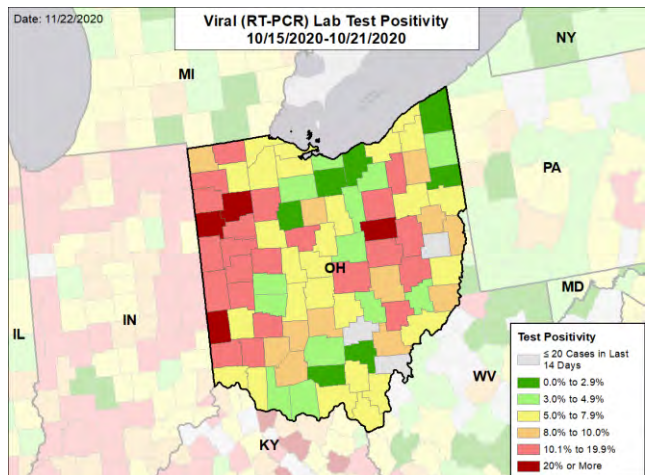 Date: 11/22/2020
Viral (RT-PCR) Lab Test Positivity
10/15/2020-10/21/2020
NY
MI
PA
OH
IL
IN
MD
WV
KY
Test Positivity
≤ 20 Cases in Last
14 Days
0.0% to 2.9%
3.0% to 4.9%
5.0% to 7.9%
8.0% to 10.0%
10.1% to 19.9%
20% or More